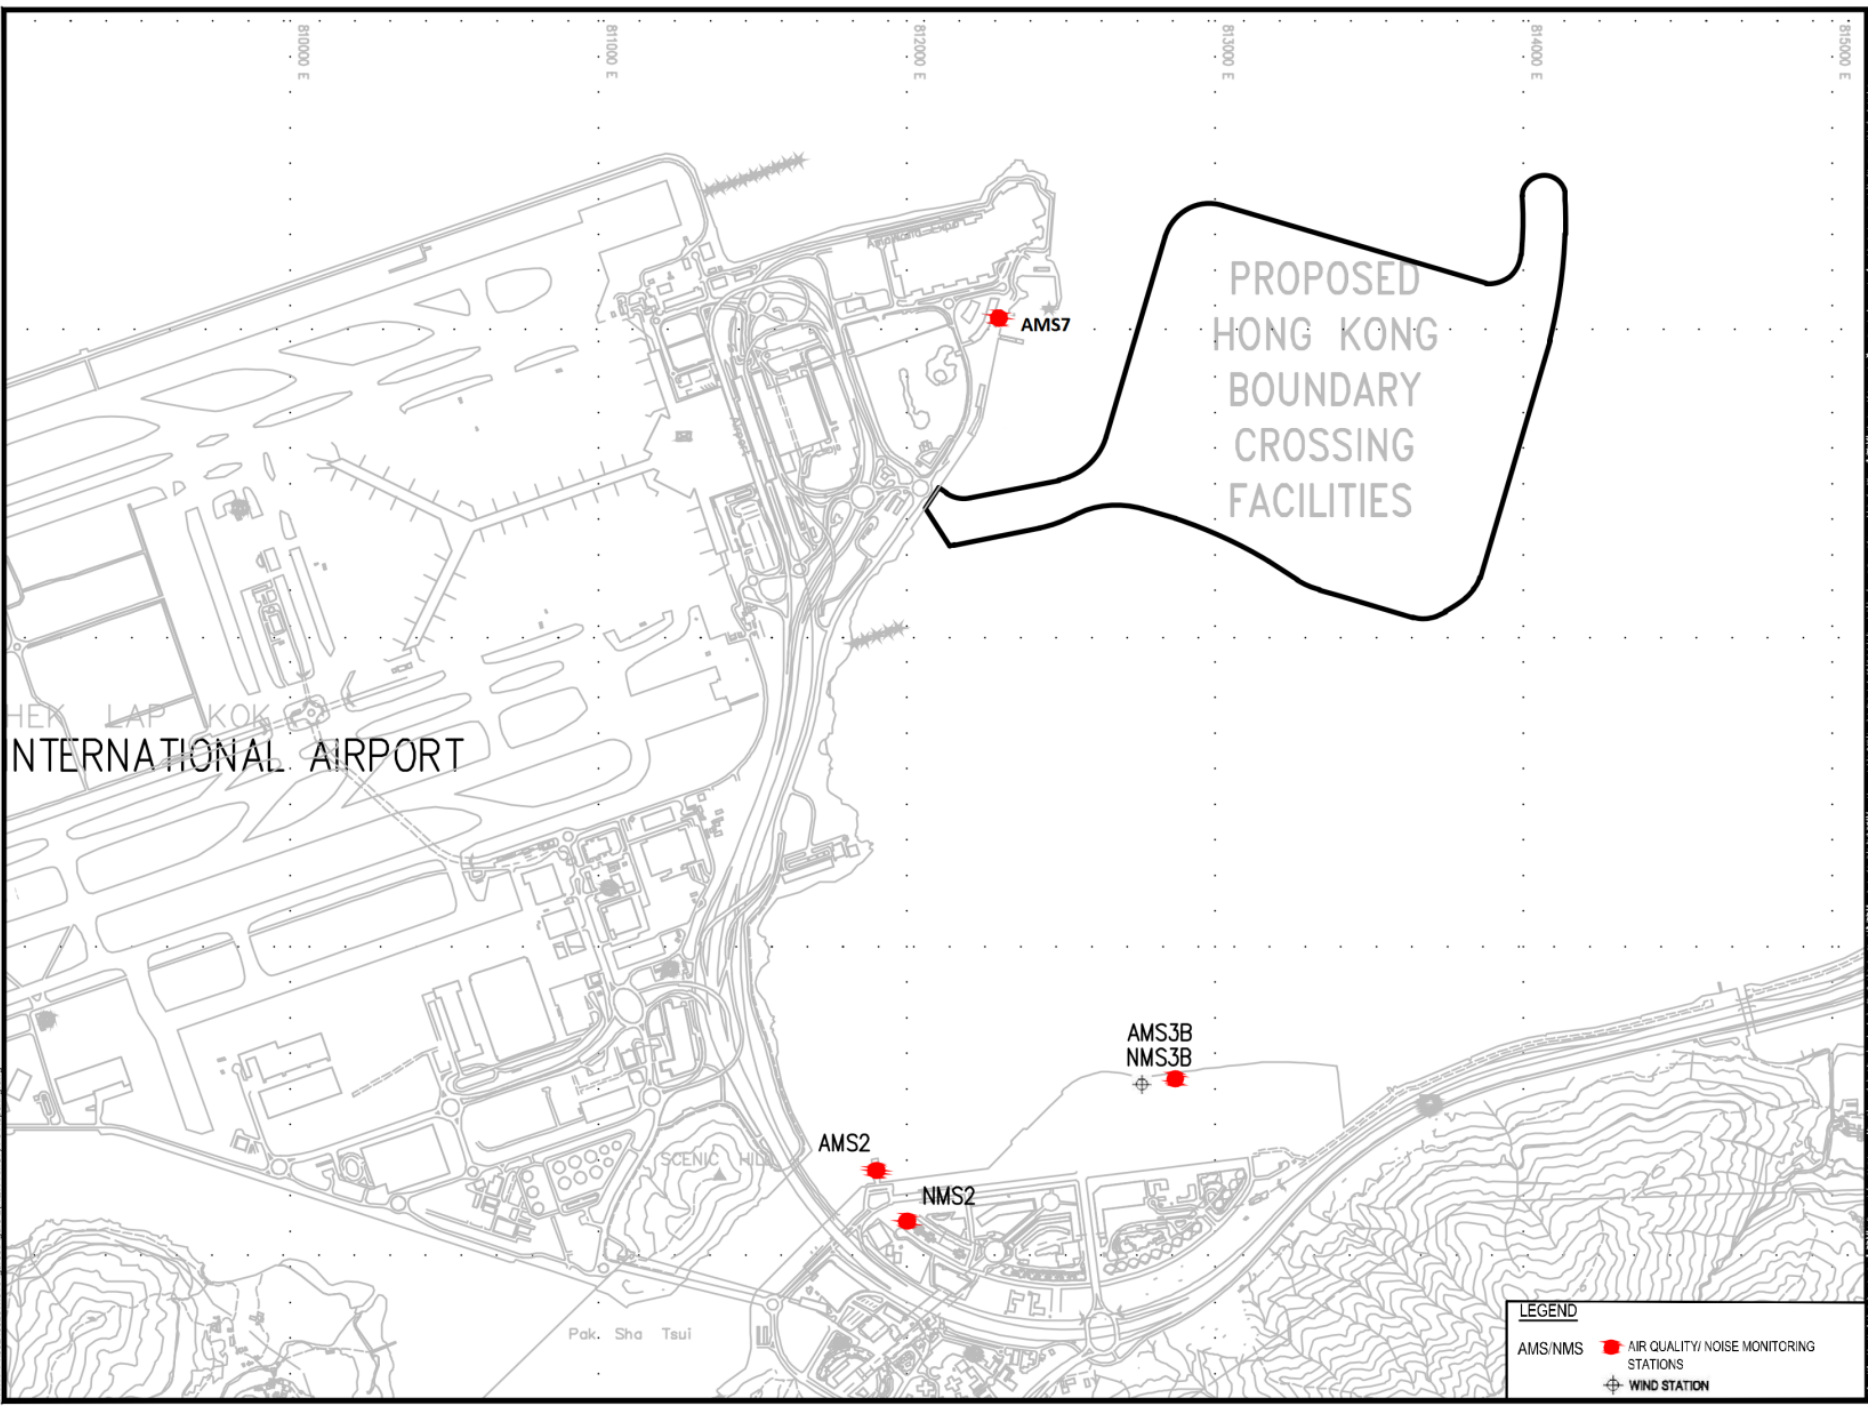 810000 E
811000 E
812000 E
813000 E
814000 E
815000 E
PROPOSED
HONG KONG
BOUNDARY
CROSSING
FACILITIES
AMS7
Airport
HEK LAP KOK
INTERNATIONAL AIRPORT
AMS3B
NMS3B
AMS2
SCENIC HILL
NMS2
Pak Sha Tsui
LEGEND
AMS/NMS AIR QUALITY/ NOISE MONITORING
STATIONS
WIND STATION